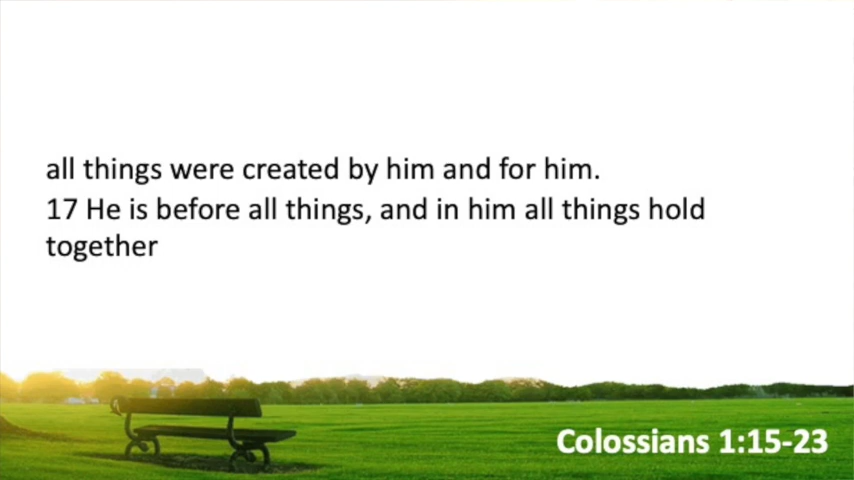 all things were created by him and for him.
17 He is before all things, and in him all things hold
together
Colossians 1:15-23